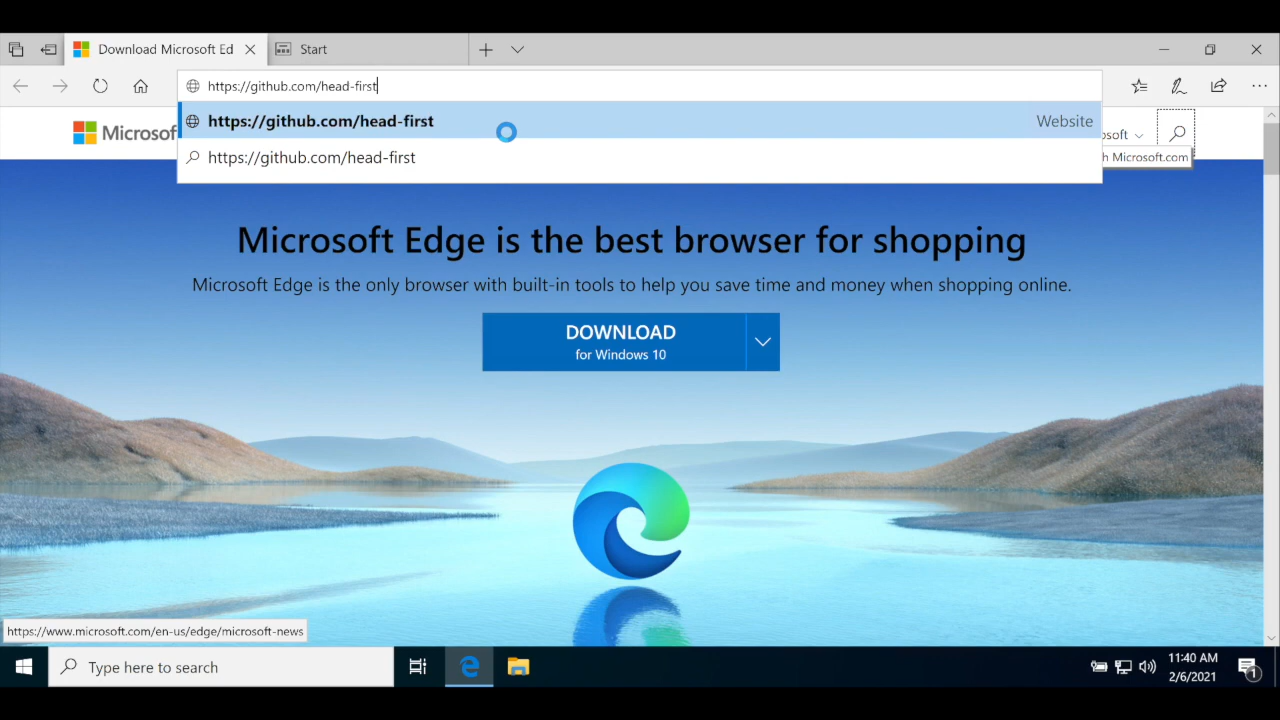 Download Microsoft Ed
Start
https://github.com/head-first
https://github.com/head-first
Website
https://github.com/head-first
Microsof
osoft
h Microsoft.com
Microsoft Edge is the best browser for shopping
Microsoft Edge is the only browser with built-in tools to help you save time and money when shopping online.
DOWNLOAD
for Windows 10
https://www.microsoft.com/en-us/edge/microsoft-news
Type here to search
11:40 AM
2/6/2021
1